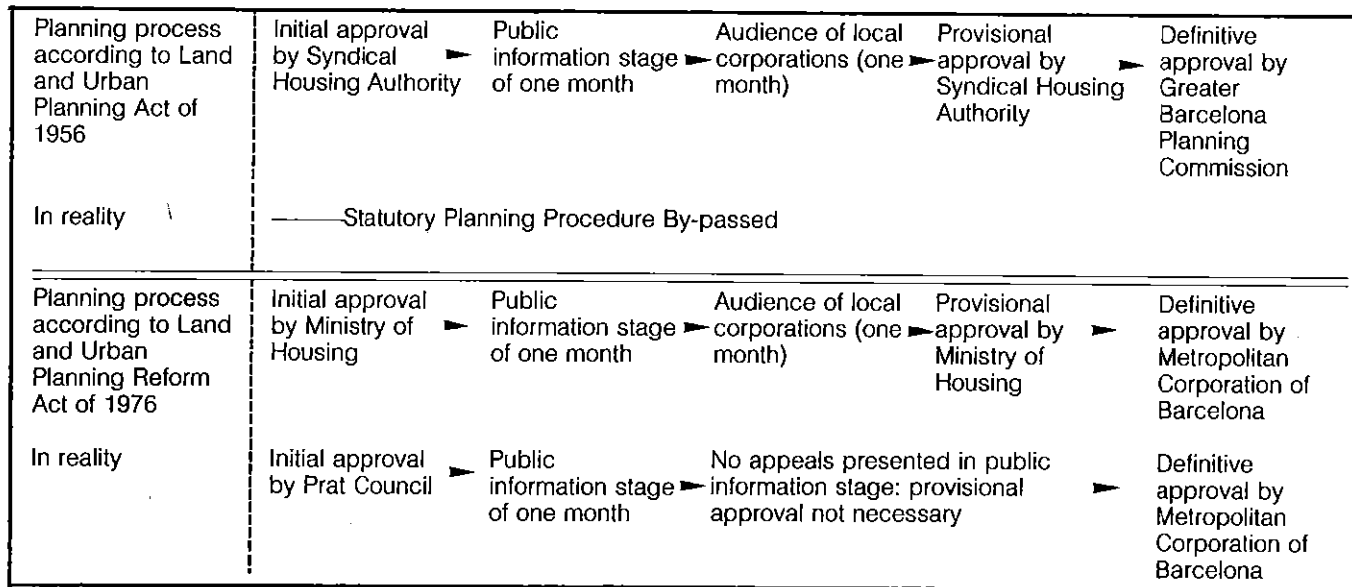 Planning process
according to Land
and Urban
Planning Act of
1956
Initial approval
by Syndical
Housing Authority
Public
information stage
of one month
Audience of local
corporations (one
month)
Provisional
approval by
Syndical Housing
Authority
Definitive
approval by
Greater
Barcelona
Planning
Commission
In reality
Statutory Planning Procedure By-passed
Planning process
according to Land
and Urban
Planning Reform
Act of 1976
Initial approval
by Ministry of
Housing
Public
information stage
of one month
Audience of local
corporations (one
month)
Provisional
approval by
Ministry of
Housing
Definitive
approval by
Metropolitan
Corporation of
Barcelona
In reality
Initial approval
by Prat Council
Public
information stage
of one month
No appeals presented in public
information stage: provisional
approval not necessary
Definitive
approval by
Metropolitan
Corporation of
Barcelona